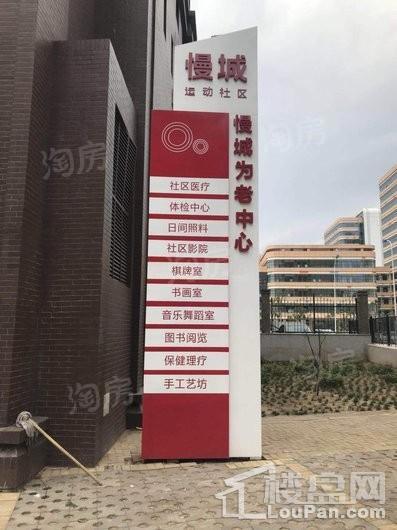 慢城
运动社区
慢城为老中心
社区医疗
体检中心
日间照料
社区影院
棋牌室
书画室
音乐舞蹈室
图书阅览
保健理疗
手工艺坊
淘房
淘房
淘房
淘房
淘房
楼盘网
LouPan.com